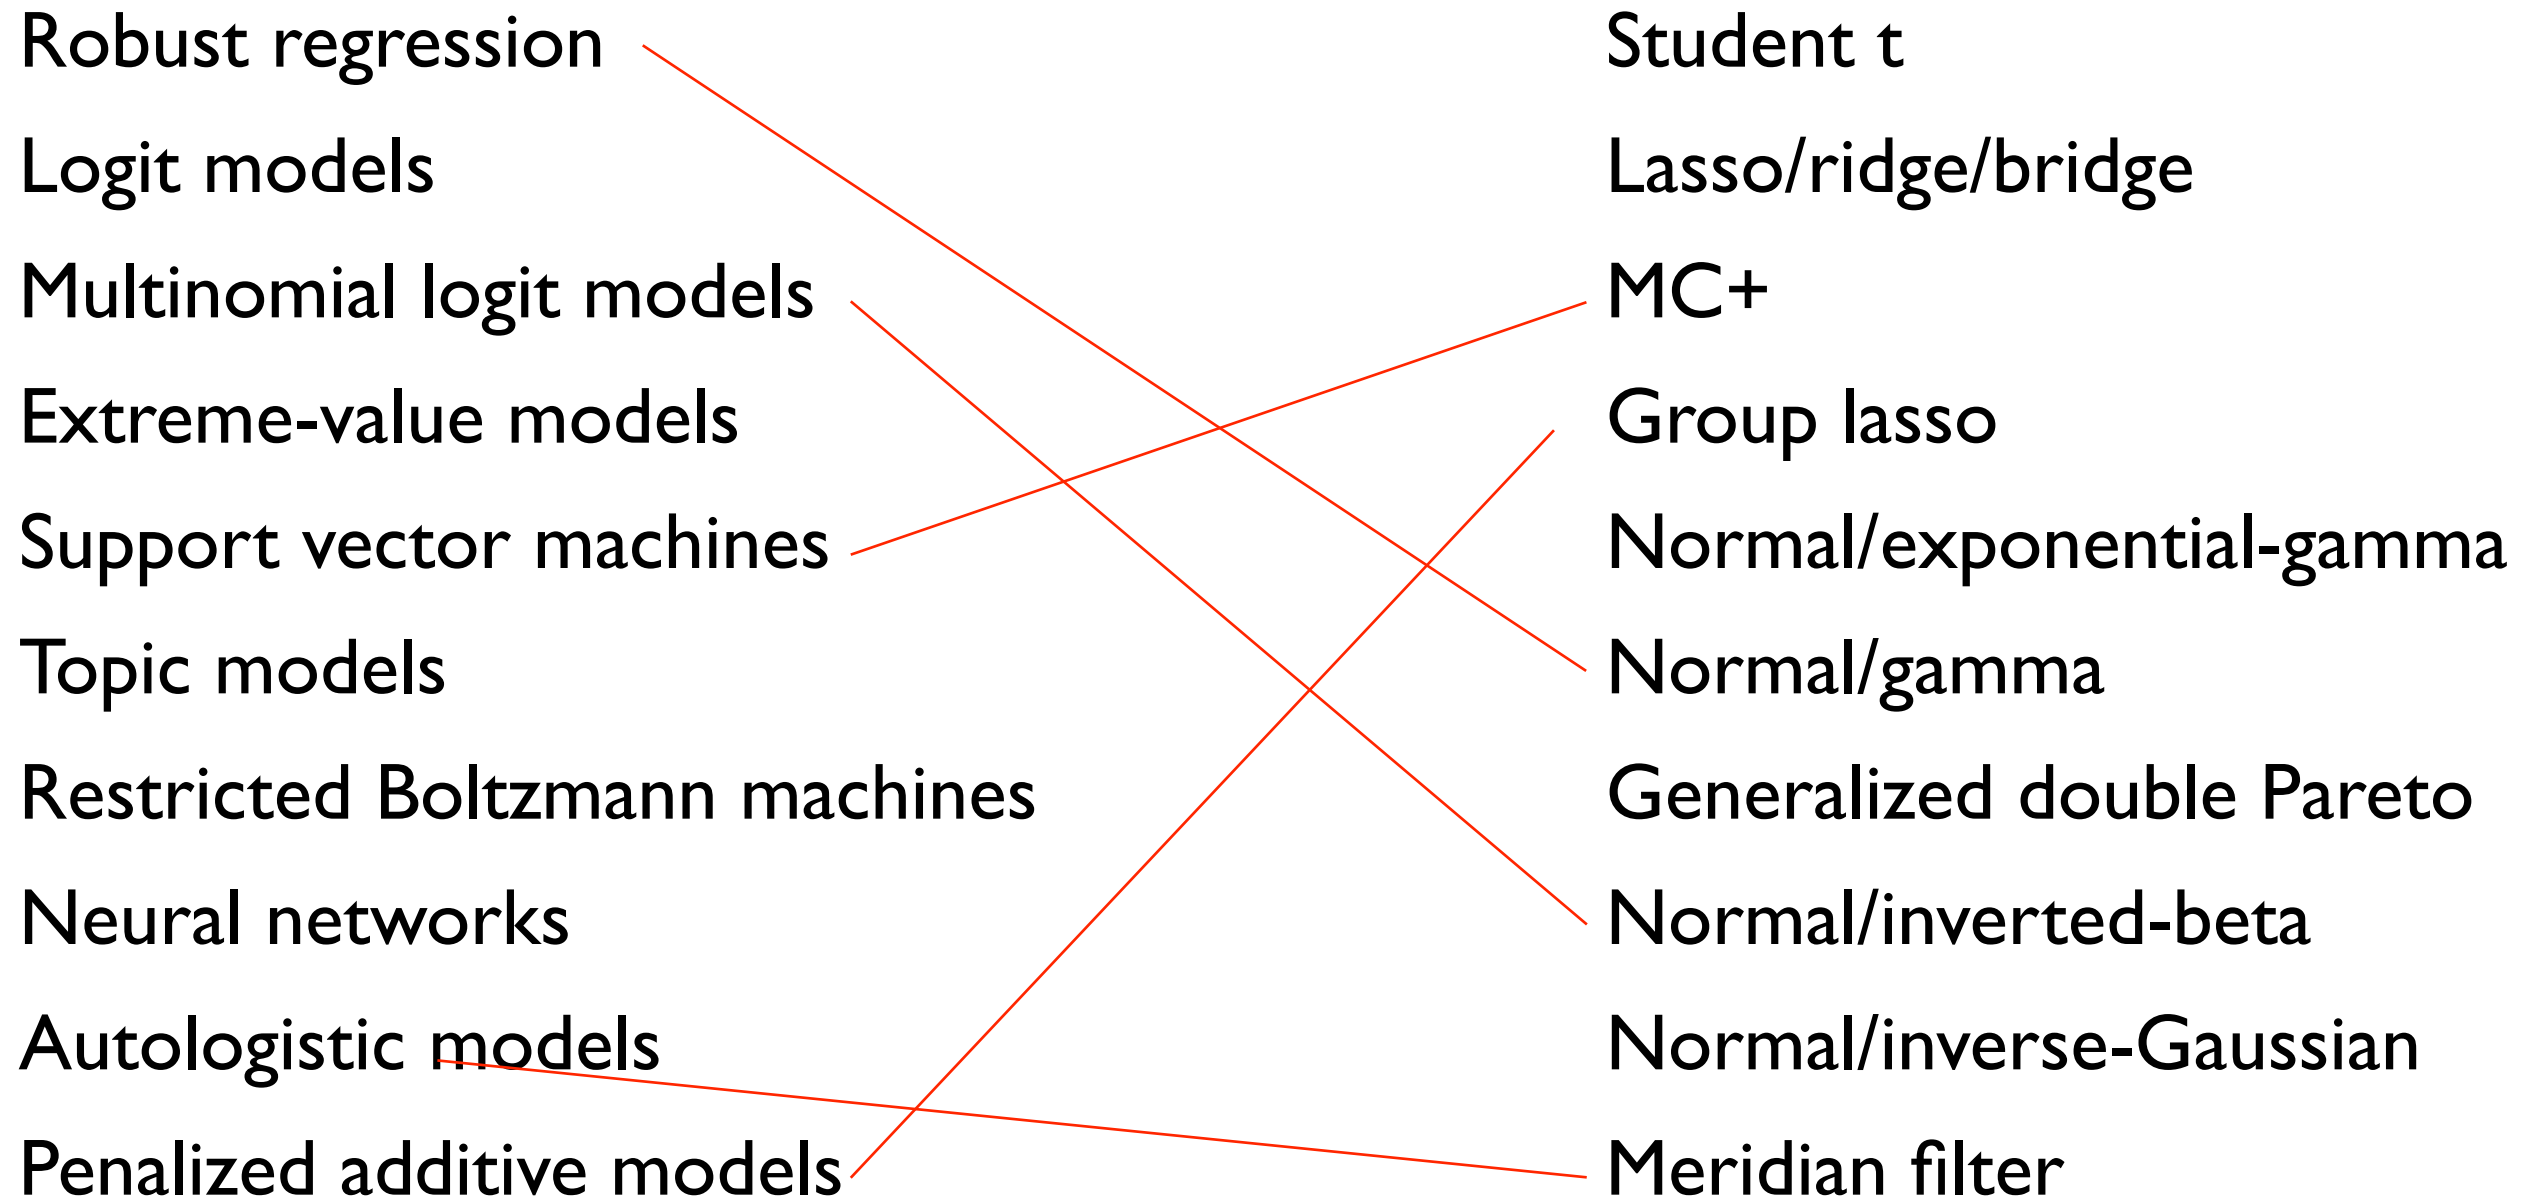 Robust regression
Logit models
Multinomial logit models
Extreme-value models
Support vector machines
Topic models
Restricted Boltzmann machines
Neural networks
Autologistic models
Penalized additive models
Student t
Lasso/ridge/bridge
MC+
Group lasso
Normal/exponential-gamma
Normal/gamma
Generalized double Pareto
Normal/inverted-beta
Normal/inverse-Gaussian
Meridian filter